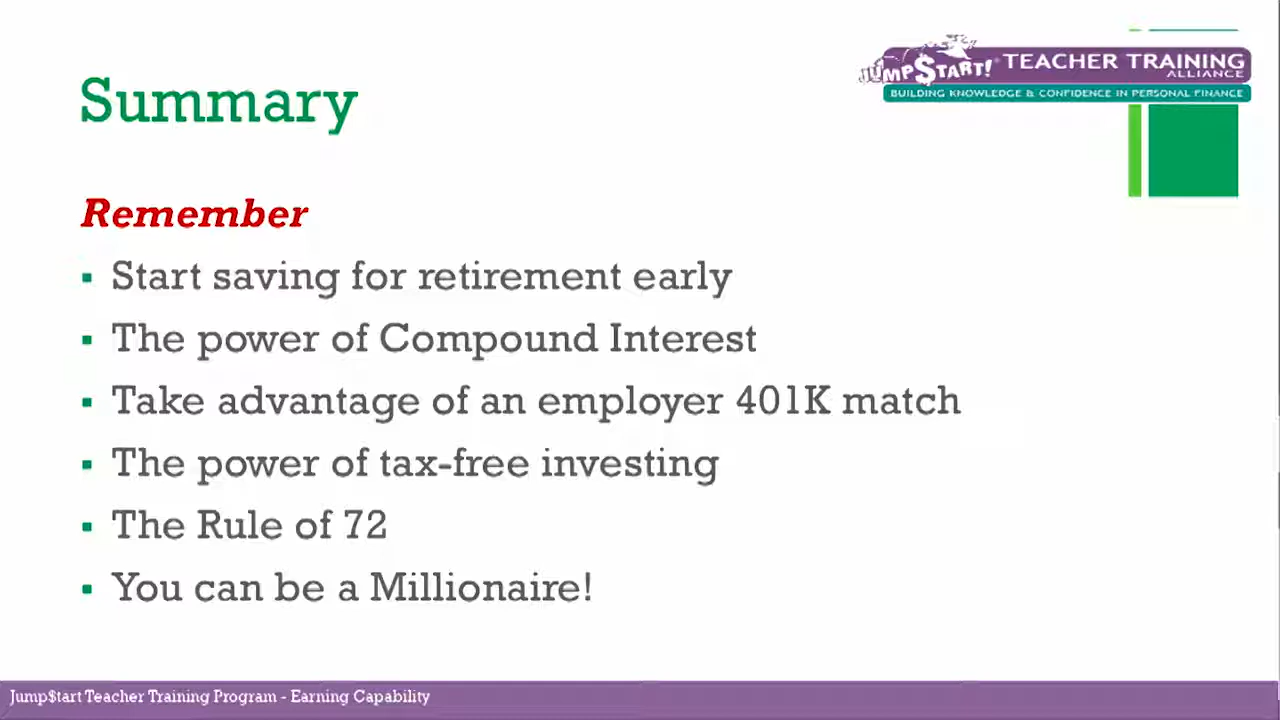 JUMP$TART! TEACHER TRAINING
ALLIANCE
BUILDING KNOWLEDGE & CONFIDENCE IN PERSONAL FINANCE
Summary
Remember
▪ Start saving for retirement early
▪ The power of Compound Interest
▪ Take advantage of an employer 401K match
▪ The power of tax-free investing
▪ The Rule of 72
▪ You can be a Millionaire!
Jump$tart Teacher Training Program - Earning Capability